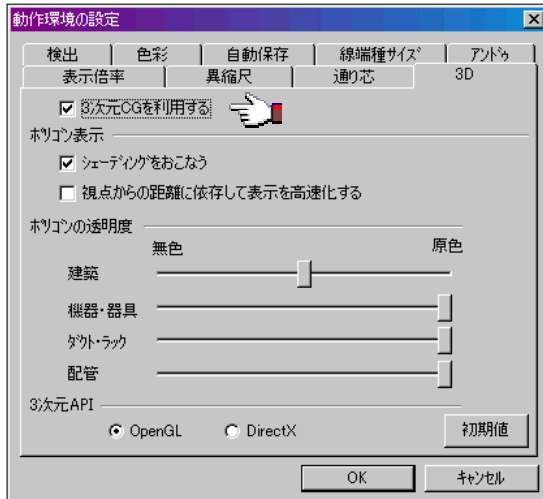 動作環境の設定
検出 色彩 自動保存 線端種サイズ アンドゥ
表示倍率 異縮尺 通り芯 3D
3次元CGを利用する
ポリゴン表示
シェーディングをおこなう
視点からの距離に依存して表示を高速化する
ポリゴンの透明度
無色 原色
建築
機器・器具
ダクト・ラック
配管
3次元API
OpenGL DirectX 初期値
OK キャンセル